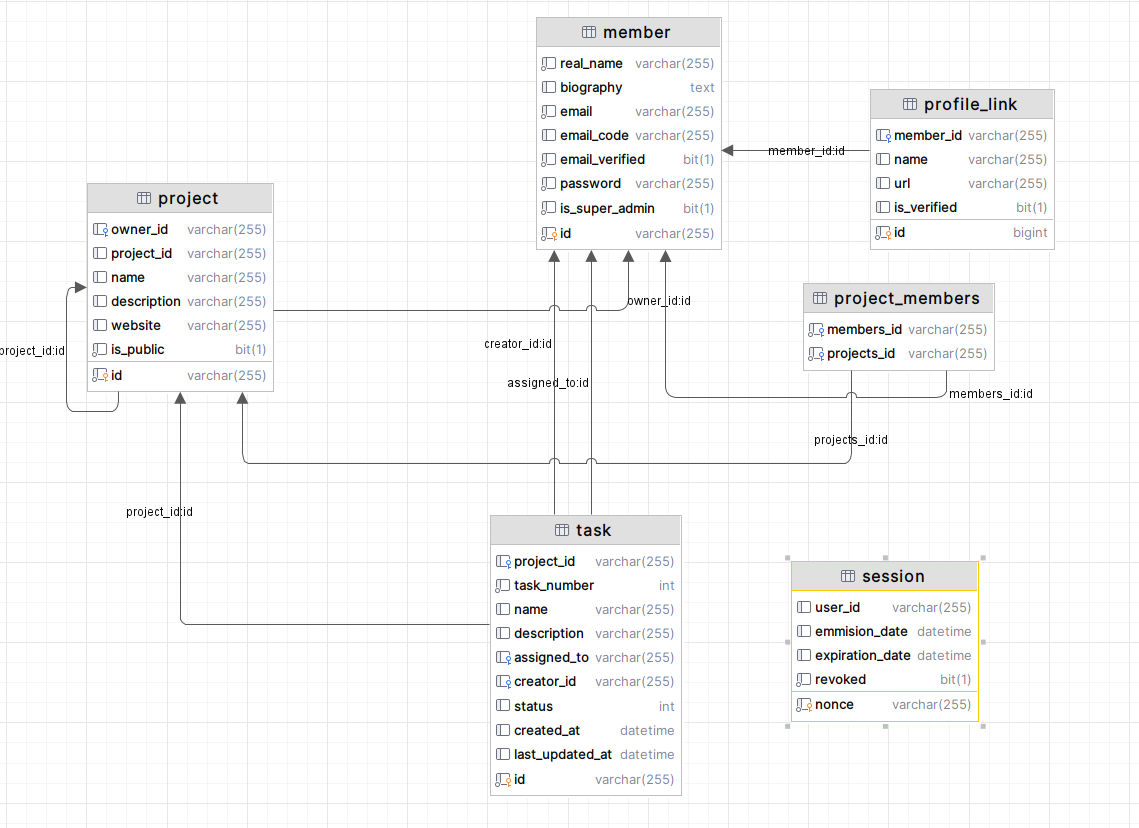 member
real_name varchar(255)
biography text
email varchar(255)
email_code varchar(255)
email_verified bit(1)
password varchar(255)
is_super_admin bit(1)
id varchar(255)
profile_link
member_id varchar(255)
name varchar(255)
url varchar(255)
is_verified bit(1)
id bigint
member_id:id
project
owner_id varchar(255)
project_id varchar(255)
name varchar(255)
description varchar(255)
website varchar(255)
is_public bit(1)
id varchar(255)
project_id:id
owner_id:id
creator_id:id
assigned_to:id
project_members
members_id varchar(255)
projects_id varchar(255)
members_id:id
projects_id:id
project_id:id
task
project_id varchar(255)
task_number int
name varchar(255)
description varchar(255)
assigned_to varchar(255)
creator_id varchar(255)
status int
created_at datetime
last_updated_at datetime
id varchar(255)
session
user_id varchar(255)
emmision_date datetime
expiration_date datetime
revoked bit(1)
nonce varchar(255)